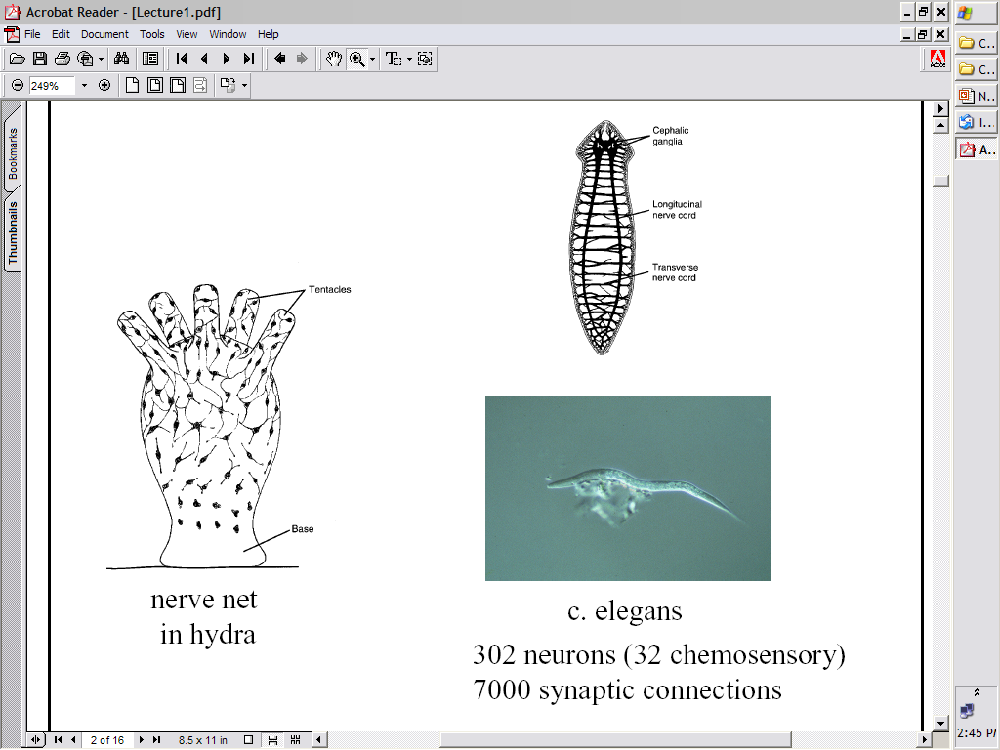 Acrobat Reader - [Lecture1.pdf]
File Edit Document Tools View Window Help
Adobe
249%
Bookmarks
Thumbnails
Cephalic
ganglia
Longitudinal
nerve cord
Transverse
nerve cord
Tentacles
Base
nerve net
in hydra
c. elegans
302 neurons (32 chemosensory)
7000 synaptic connections
2 of 16
8.5 x 11 in
C..
C..
N..
I...
A..
2:45 P